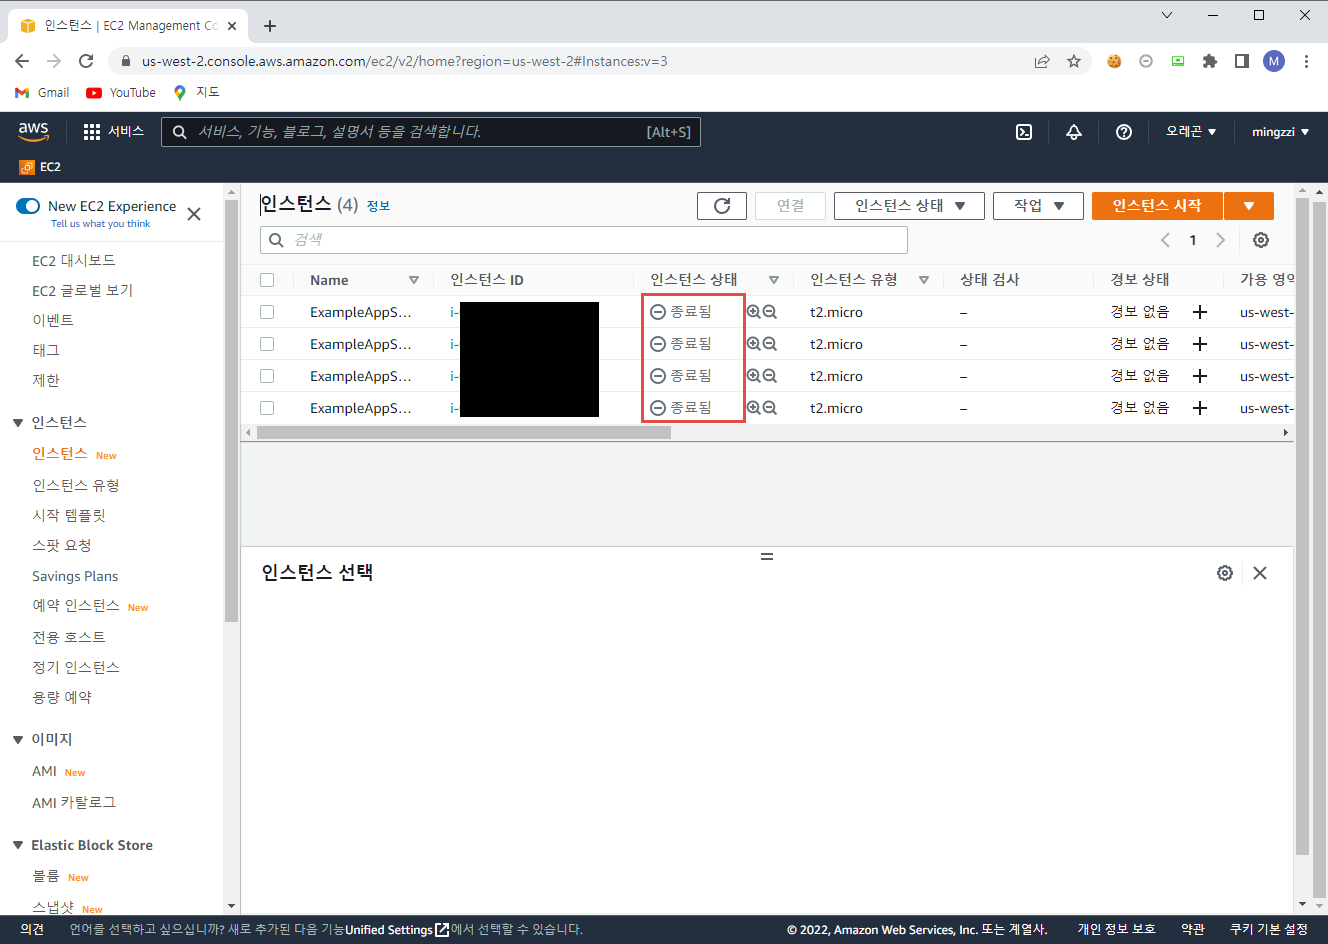 인스턴스 | EC2 Management Co
us-west-2.console.aws.amazon.com/ec2/v2/home?region=us-west-2#Instances:v=3
M
Gmail YouTube 지도
aws 서비스 서비스, 기능, 블로그, 설명서 등을 검색합니다. [Alt+S] 오레곤 mingzzi
EC2
New EC2 Experience
Tell us what you think
EC2 대시보드
EC2 글로벌 보기
이벤트
태그
제한
인스턴스
인스턴스 New
인스턴스 유형
시작 템플릿
스팟 요청
Savings Plans
예약 인스턴스 New
전용 호스트
정기 인스턴스
용량 예약
이미지
AMI New
AMI 카탈로그
Elastic Block Store
볼륨 New
스냅샷 New
인스턴스 (4) 정보 연결 인스턴스 상태 작업 인스턴스 시작
검색 1
Name 인스턴스 ID 인스턴스 상태 인스턴스 유형 상태 검사 경보 상태 가용 영역
ExampleAppS... i- 종료됨 t2.micro – 경보 없음 + us-west-
ExampleAppS... i- 종료됨 t2.micro – 경보 없음 + us-west-
ExampleAppS... i- 종료됨 t2.micro – 경보 없음 + us-west-
ExampleAppS... i- 종료됨 t2.micro – 경보 없음 + us-west-
인스턴스 선택
의견 언어를 선택하고 싶으십니까? 새로 추가된 다음 기능Unified Settings에서 선택할 수 있습니다. © 2022, Amazon Web Services, Inc. 또는 계열사. 개인 정보 보호 약관 쿠키 기본 설정